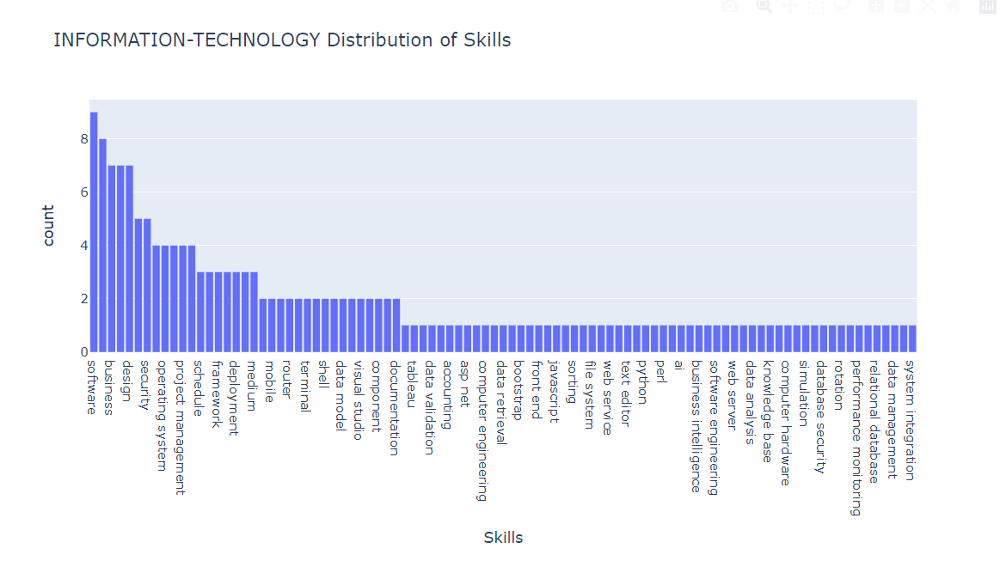 INFORMATION-TECHNOLOGY Distribution of Skills
8
6
4
2
0
count
software
business
design
security
operating system
project management
schedule
framework
deployment
medium
mobile
router
terminal
shell
data model
visual studio
component
documentation
tableau
data validation
accounting
asp net
computer engineering
data retrieval
bootstrap
front end
javascript
sorting
file system
web service
text editor
python
perl
ai
business intelligence
software engineering
web server
data analysis
knowledge base
computer hardware
simulation
database security
rotation
performance monitoring
relational database
data management
system integration
Skills